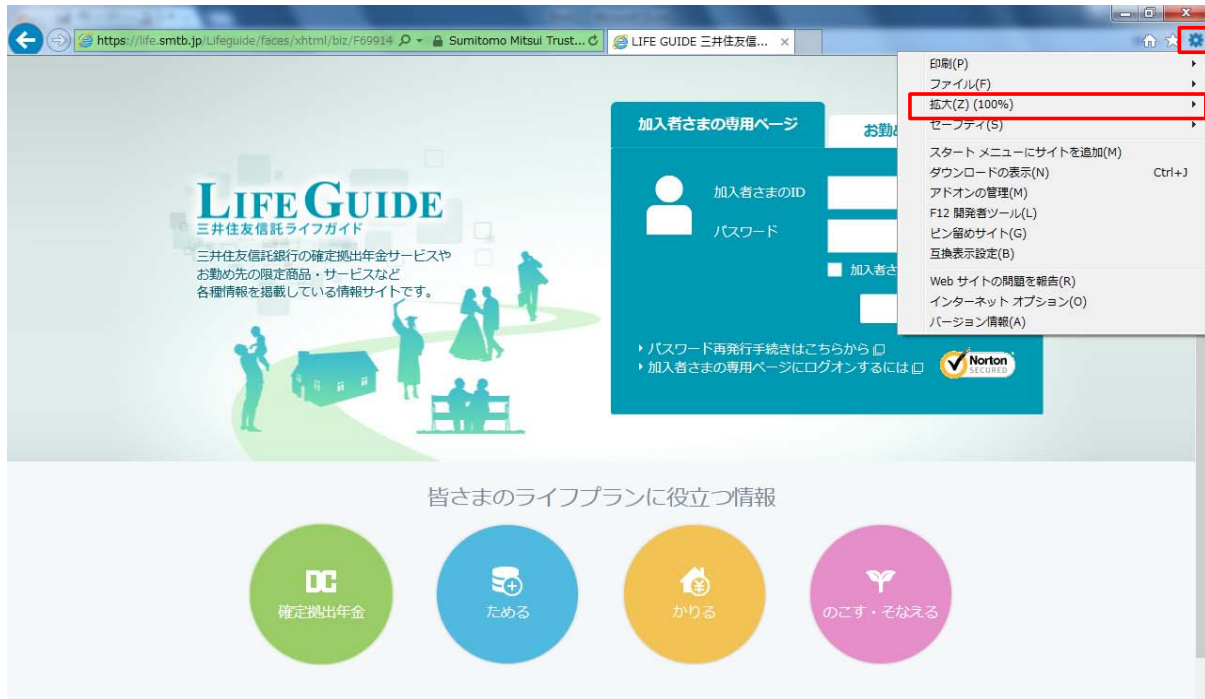 https://life.smtb.jp/Lifeguide/faces/xhtml/biz/F69914
Sumitomo Mitsui Trust...
LIFE GUIDE 三井住友信...
印刷(P)
ファイル(F)
拡大(Z) (100%)
セーフティ(S)
スタート メニューにサイトを追加(M)
ダウンロードの表示(N) Ctrl+J
アドオンの管理(M)
F12 開発者ツール(L)
ピン留めサイト(G)
互換表示設定(B)
Web サイトの問題を報告(R)
インターネット オプション(O)
バージョン情報(A)
LIFE GUIDE
三井住友信託ライフガイド
三井住友信託銀行の確定拠出年金サービスや
お勤め先の限定商品・サービスなど
各種情報を掲載している情報サイトです。
加入者さまの専用ページ
お勤
加入者さまのID
パスワード
加入者さ
パスワード再発行手続きはこちらから
加入者さまの専用ページにログオンするには
Norton
SECURED
皆さまのライフプランに役立つ情報
DC
確定拠出年金
ためる
かりる
のこす・そなえる